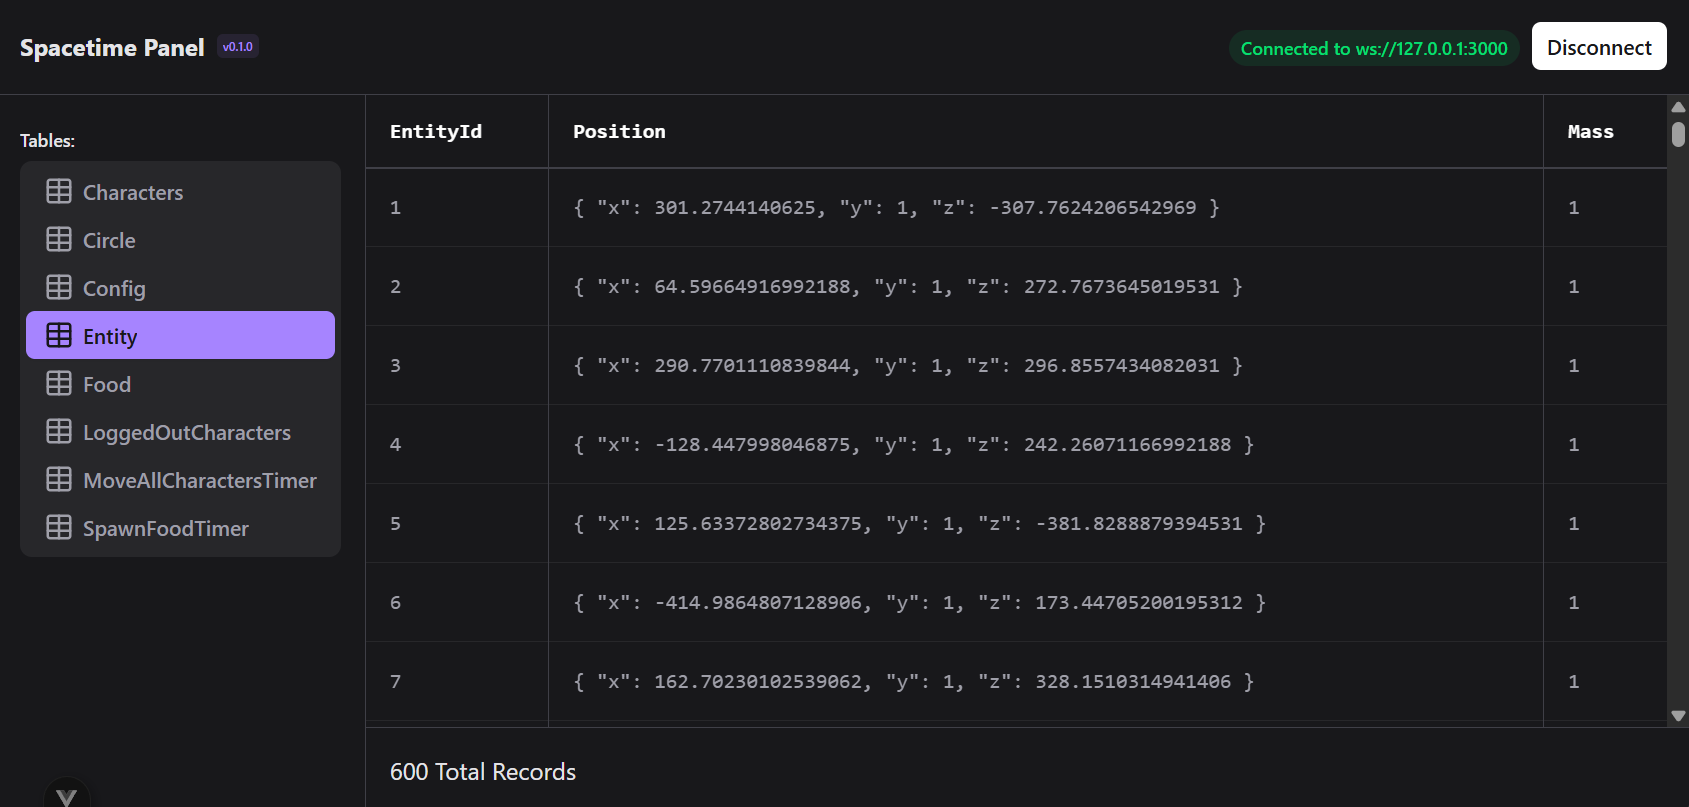 Spacetime Panel v0.1.0 Connected to ws://127.0.0.1:3000 Disconnect
Tables:
Characters
Circle
Config
Entity
Food
LoggedOutCharacters
MoveAllCharactersTimer
SpawnFoodTimer
EntityId Position Mass
1 { "x": 301.2744140625, "y": 1, "z": -307.7624206542969 } 1
2 { "x": 64.59664916992188, "y": 1, "z": 272.7673645019531 } 1
3 { "x": 290.7701110839844, "y": 1, "z": 296.8557434082031 } 1
4 { "x": -128.447998046875, "y": 1, "z": 242.26071166992188 } 1
5 { "x": 125.63372802734375, "y": 1, "z": -381.8288879394531 } 1
6 { "x": -414.9864807128906, "y": 1, "z": 173.44705200195312 } 1
7 { "x": 162.70230102539062, "y": 1, "z": 328.1510314941406 } 1
600 Total Records